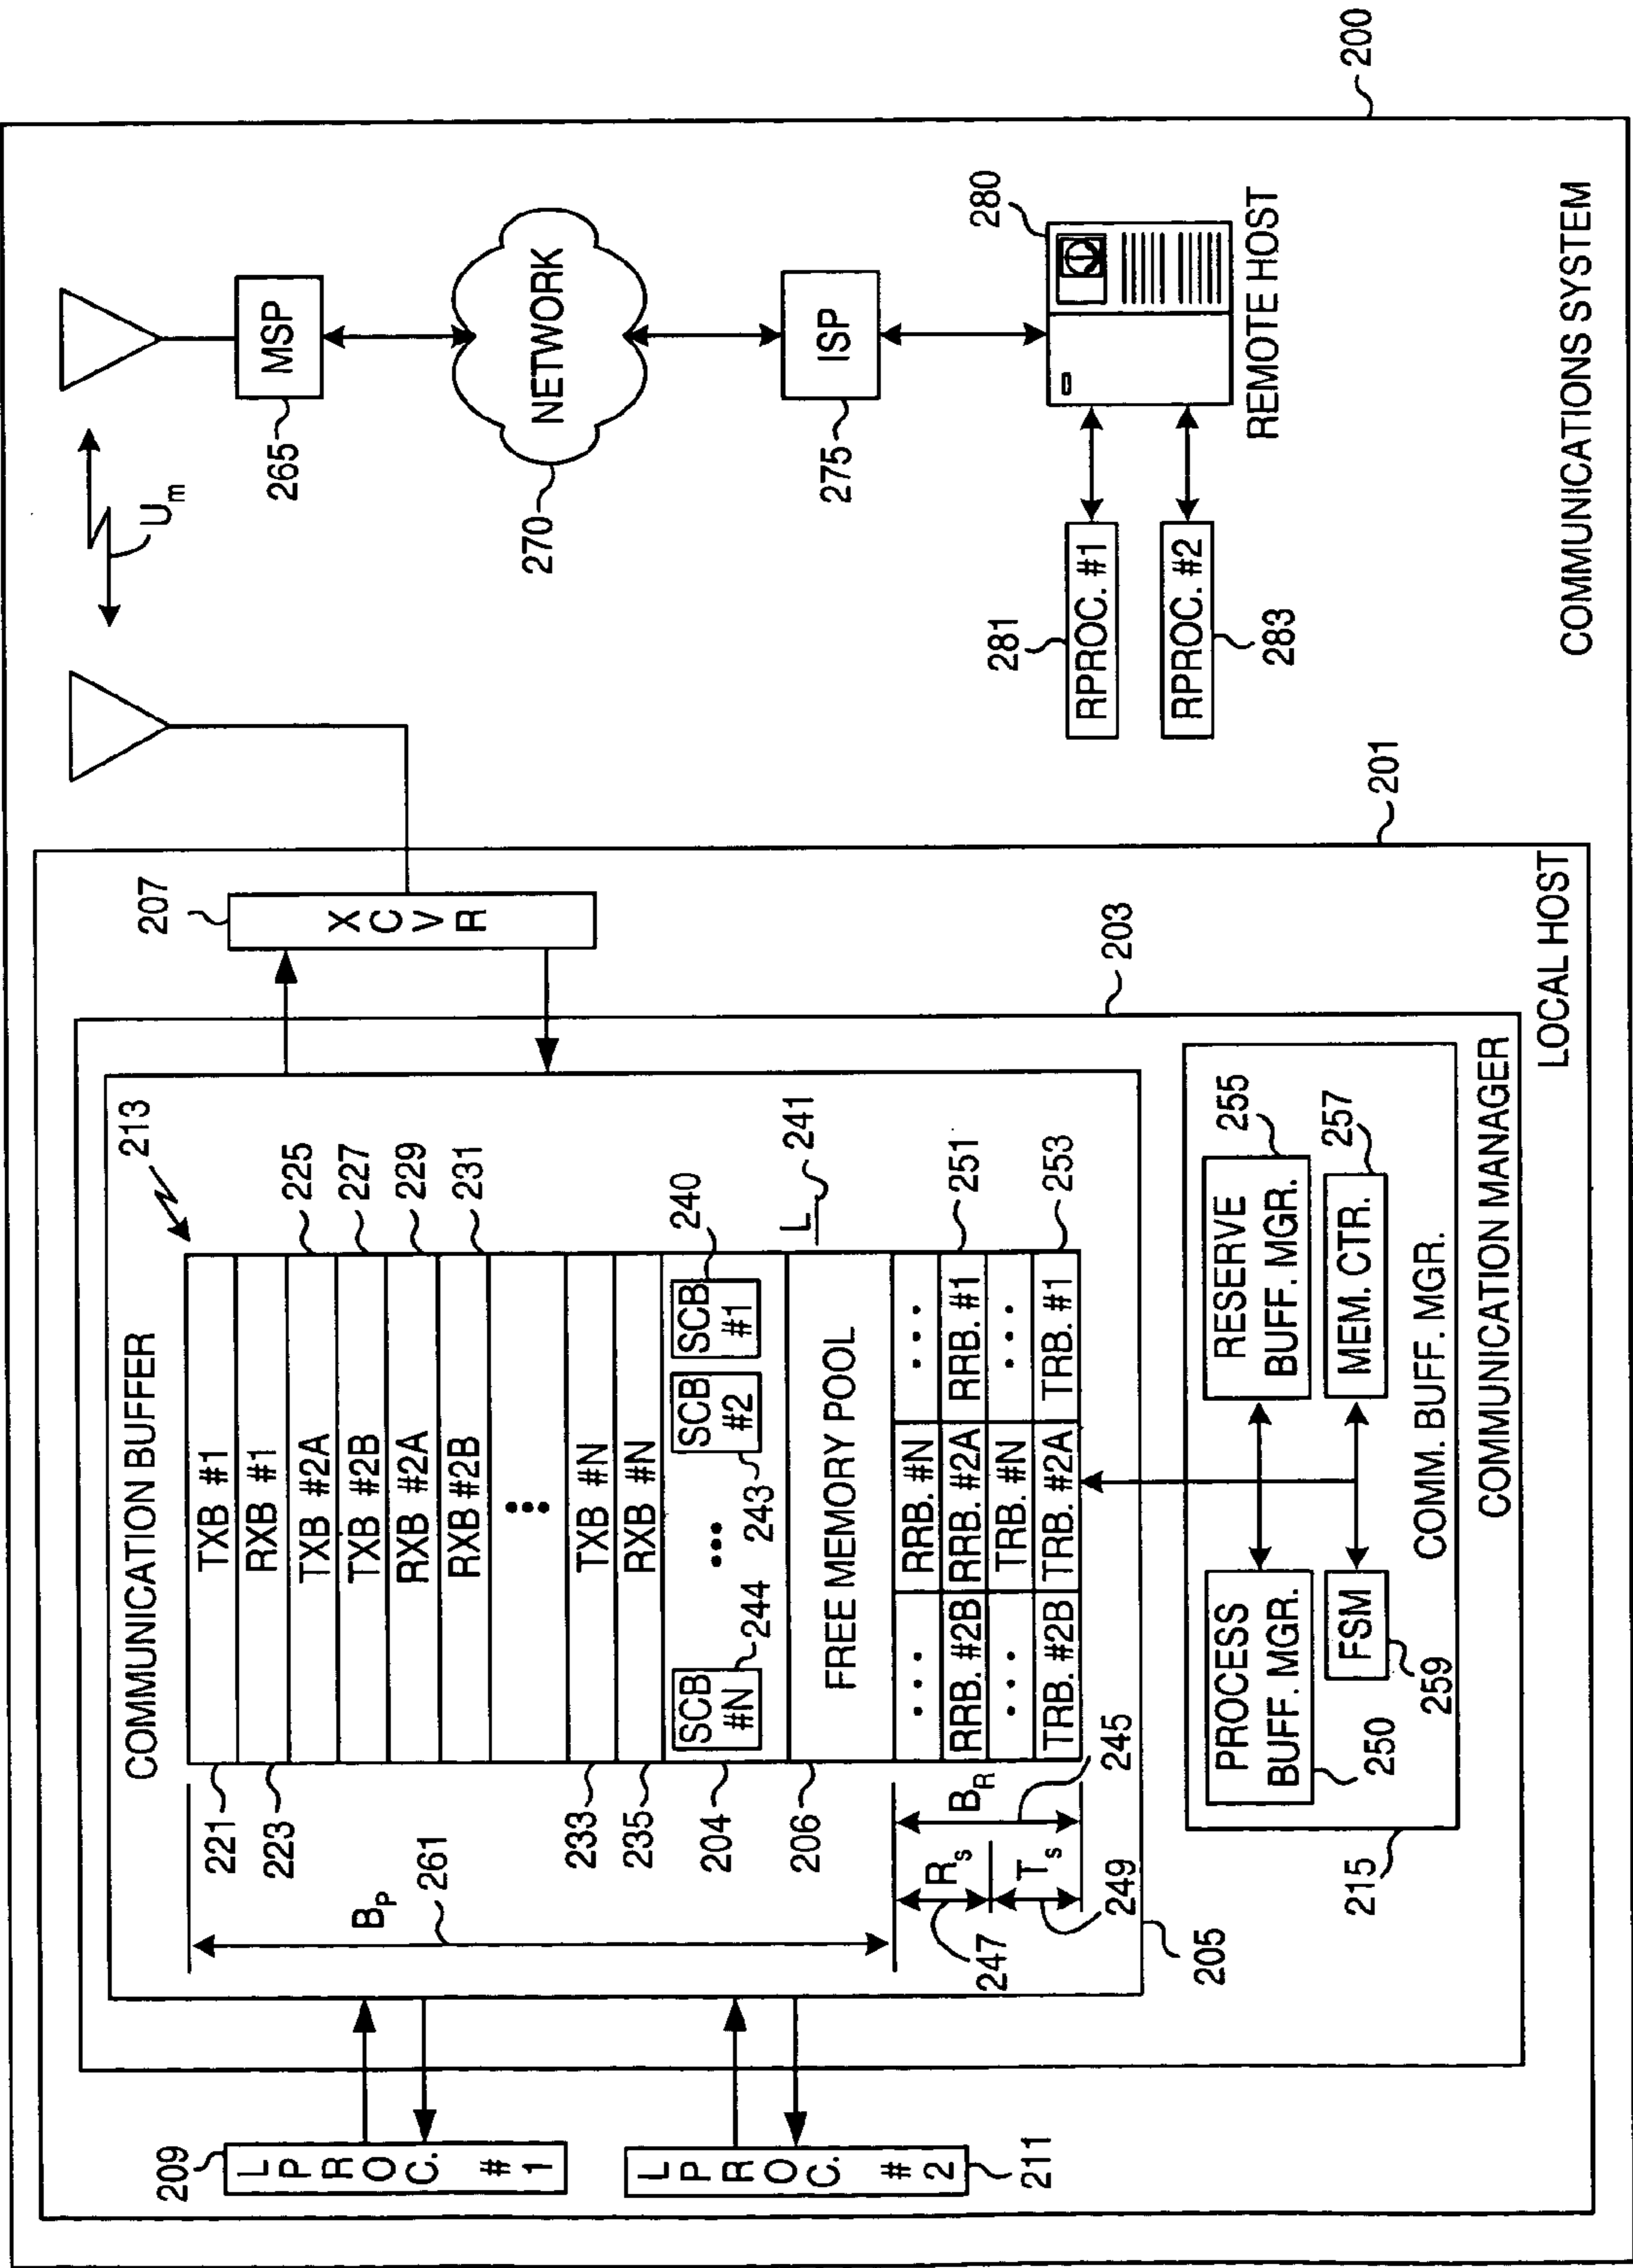 200
COMMUNICATIONS SYSTEM
201
LOCAL HOST
203
COMMUNICATION MANAGER
209
L PROC. #1
L PROC. #2
211
205
COMMUNICATION BUFFER
213
BP
261
221
TXB #1
223
RXB #1
TXB #2A
225
TXB #2B
227
RXB #2A
229
RXB #2B
231
•••
233
TXB #N
235
RXB #N
204
SCB #N
244
•••
SCB #2
243
SCB #1
240
206
FREE MEMORY POOL
L
241
BR
245
Rs
247
Ts
249
••• RRB. #N •••
RRB. #2B RRB. #2A RRB. #1
251
••• TRB. #N •••
TRB. #2B TRB. #2A TRB. #1
253
215
COMM. BUFF. MGR.
PROCESS
BUFF. MGR.
250
RESERVE
BUFF. MGR.
255
FSM
259
MEM. CTR.
257
207
XCVR
Um
265
MSP
270
NETWORK
275
ISP
280
REMOTE HOST
281
RPROC. #1
RPROC. #2
283